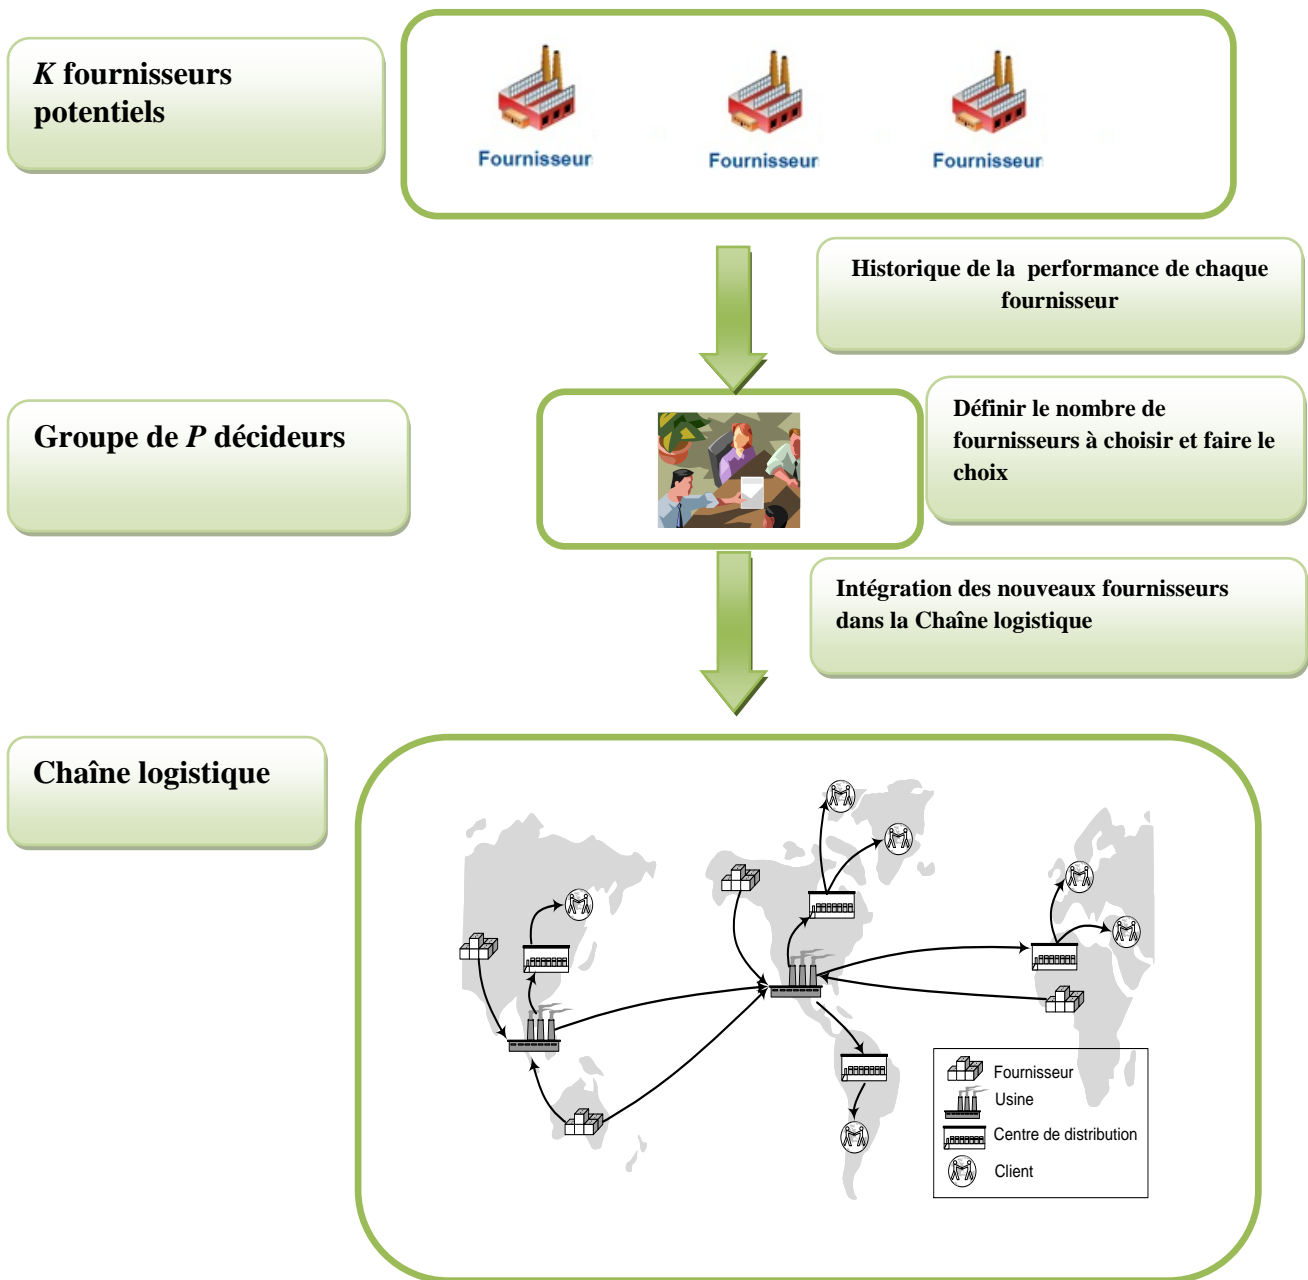 K fournisseurs
potentiels
Fournisseur
Fournisseur
Fournisseur
Historique de la performance de chaque
fournisseur
Groupe de P décideurs
Définir le nombre de
fournisseurs à choisir et faire le
choix
Intégration des nouveaux fournisseurs
dans la Chaîne logistique
Chaîne logistique
Fournisseur
Usine
Centre de distribution
Client